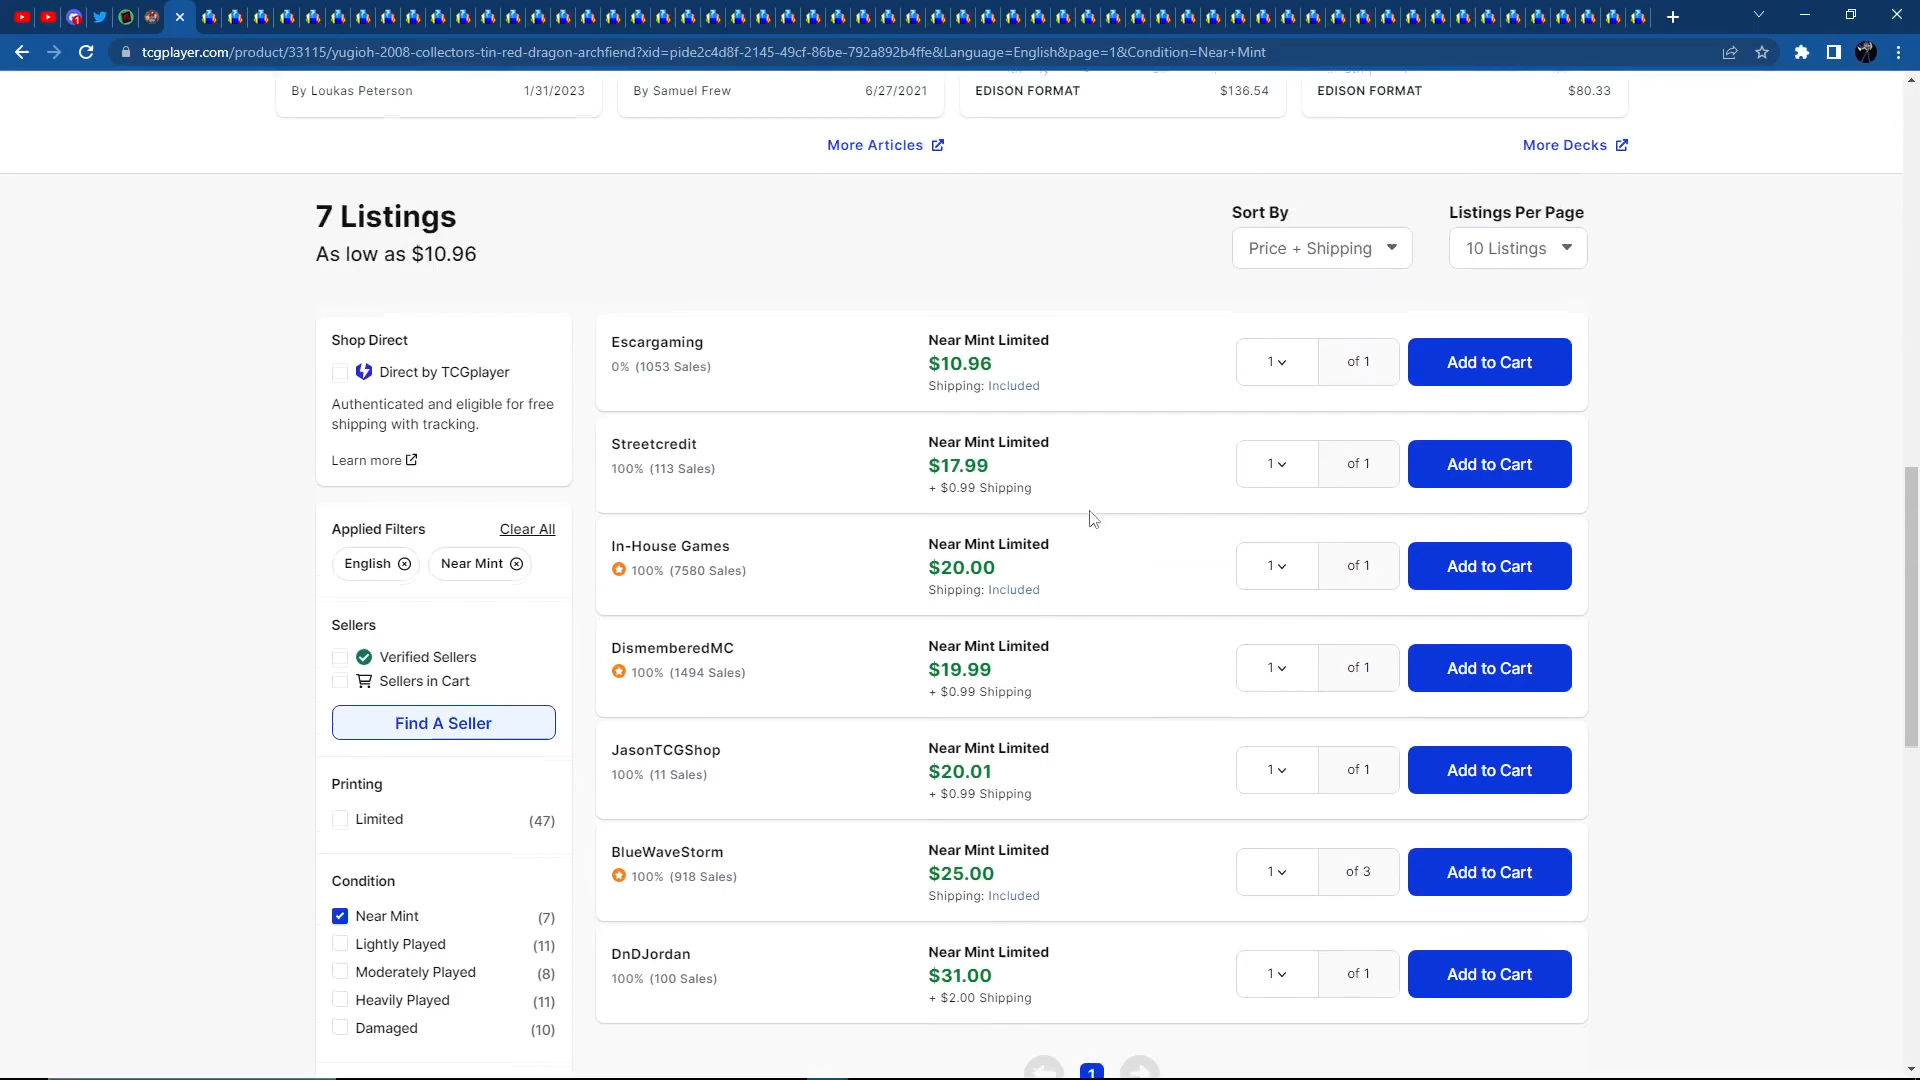 tcgplayer.com/product/33115/yugioh-2008-collectors-tin-red-dragon-archfiend?xid=pide2c4d8f-2145-49cf-86be-792a892b4ffe&Language=English&page=1&Condition=Near+Mint
By Loukas Peterson 1/31/2023
By Samuel Frew 6/27/2021
EDISON FORMAT $136.54
EDISON FORMAT $80.33
More Articles
More Decks
7 Listings
As low as $10.96
Sort By
Price + Shipping
Listings Per Page
10 Listings
Shop Direct
Direct by TCGplayer
Authenticated and eligible for free
shipping with tracking.
Learn more
Applied Filters Clear All
English Near Mint
Sellers
Verified Sellers
Sellers in Cart
Find A Seller
Printing
Limited (47)
Condition
Near Mint (7)
Lightly Played (11)
Moderately Played (8)
Heavily Played (11)
Damaged (10)
Escargaming
0% (1053 Sales)
Near Mint Limited
$10.96
Shipping: Included
1 of 1 Add to Cart
Streetcredit
100% (113 Sales)
Near Mint Limited
$17.99
+ $0.99 Shipping
1 of 1 Add to Cart
In-House Games
100% (7580 Sales)
Near Mint Limited
$20.00
Shipping: Included
1 of 1 Add to Cart
DismemberedMC
100% (1494 Sales)
Near Mint Limited
$19.99
+ $0.99 Shipping
1 of 1 Add to Cart
JasonTCGShop
100% (11 Sales)
Near Mint Limited
$20.01
+ $0.99 Shipping
1 of 1 Add to Cart
BlueWaveStorm
100% (918 Sales)
Near Mint Limited
$25.00
Shipping: Included
1 of 3 Add to Cart
DnDJordan
100% (100 Sales)
Near Mint Limited
$31.00
+ $2.00 Shipping
1 of 1 Add to Cart
1